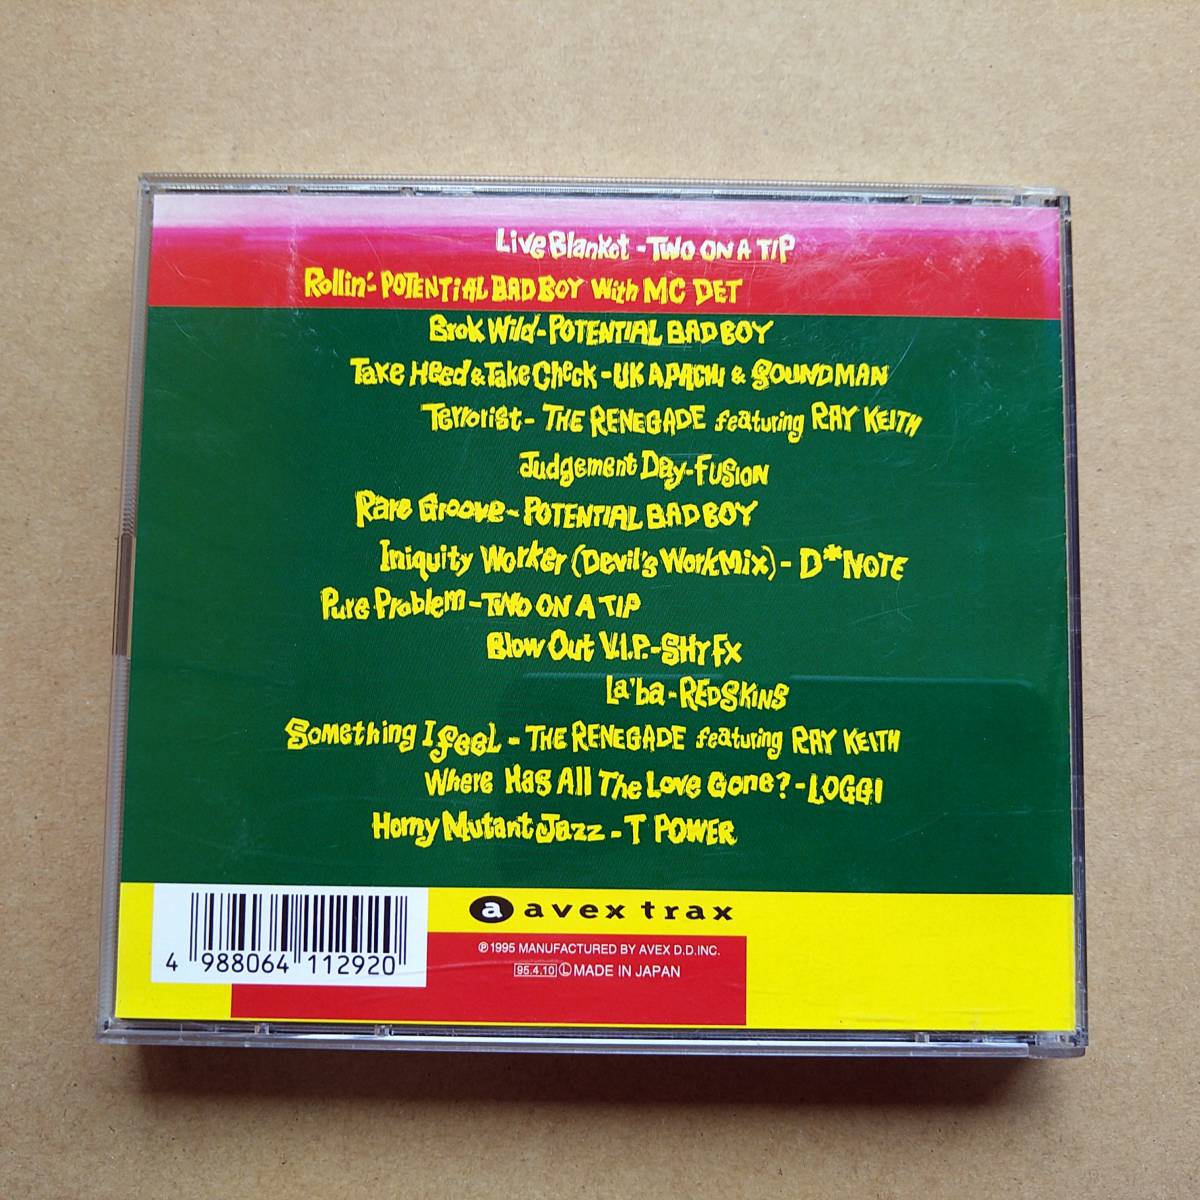 Live Blanket - TWO ON A TIP
Rollin' - POTENTIAL BAD BOY With MC DET
Brok Wild - POTENTIAL BAD BOY
Take Heed & Take Check - UK APACHI & SOUNDMAN
Terrorist - THE RENEGADE featuring RAY KEITH
Judgement Day - FUSION
Rare Groove - POTENTIAL BAD BOY
Iniquity Worker (Devil's Work Mix) - D*NOTE
Pure Problem - TWO ON A TIP
Blow Out V.I.P. - SHY FX
La'ba - REDSKINS
Something I feel - THE RENEGADE featuring RAY KEITH
Where Has All The Love Gone? - LOGGI
Horny Mutant Jazz - T POWER
a avex trax
℗1995 MANUFACTURED BY AVEX D.D.INC.
95.4.10 Ⓛ MADE IN JAPAN
4 988064 112920